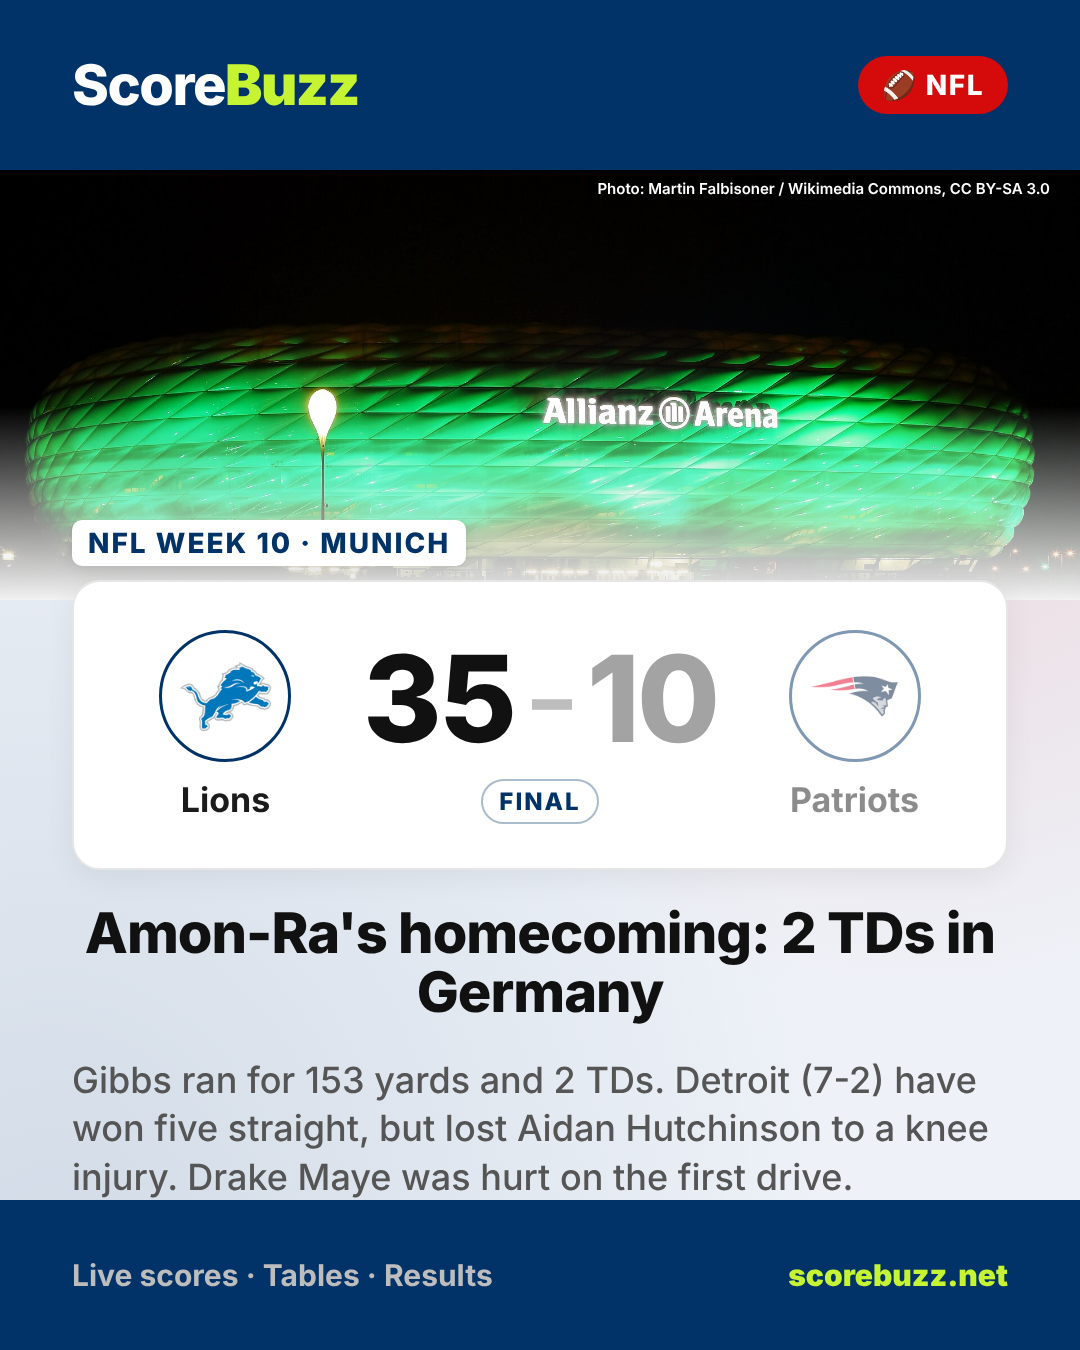 ScoreBuzz
🏈 NFL
Photo: Martin Falbisoner / Wikimedia Commons, CC BY-SA 3.0
Allianz Arena
NFL WEEK 10 · MUNICH
35 – 10
Lions
FINAL
Patriots
Amon-Ra's homecoming: 2 TDs in
Germany
Gibbs ran for 153 yards and 2 TDs. Detroit (7-2) have
won five straight, but lost Aidan Hutchinson to a knee
injury. Drake Maye was hurt on the first drive.
Live scores · Tables · Results
scorebuzz.net